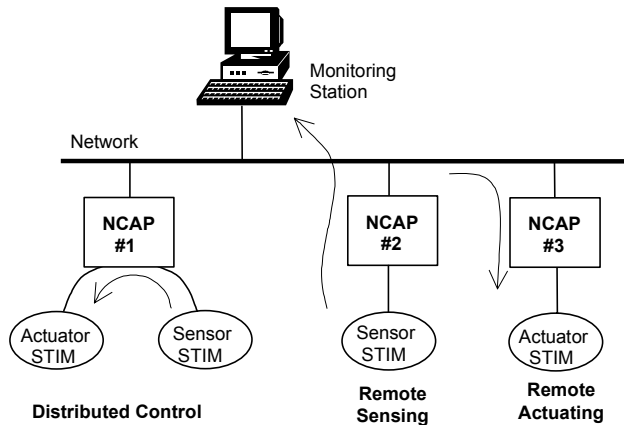 Monitoring
Station
Network
NCAP
#1
NCAP
#2
NCAP
#3
Actuator
STIM
Sensor
STIM
Sensor
STIM
Actuator
STIM
Distributed Control
Remote
Sensing
Remote
Actuating